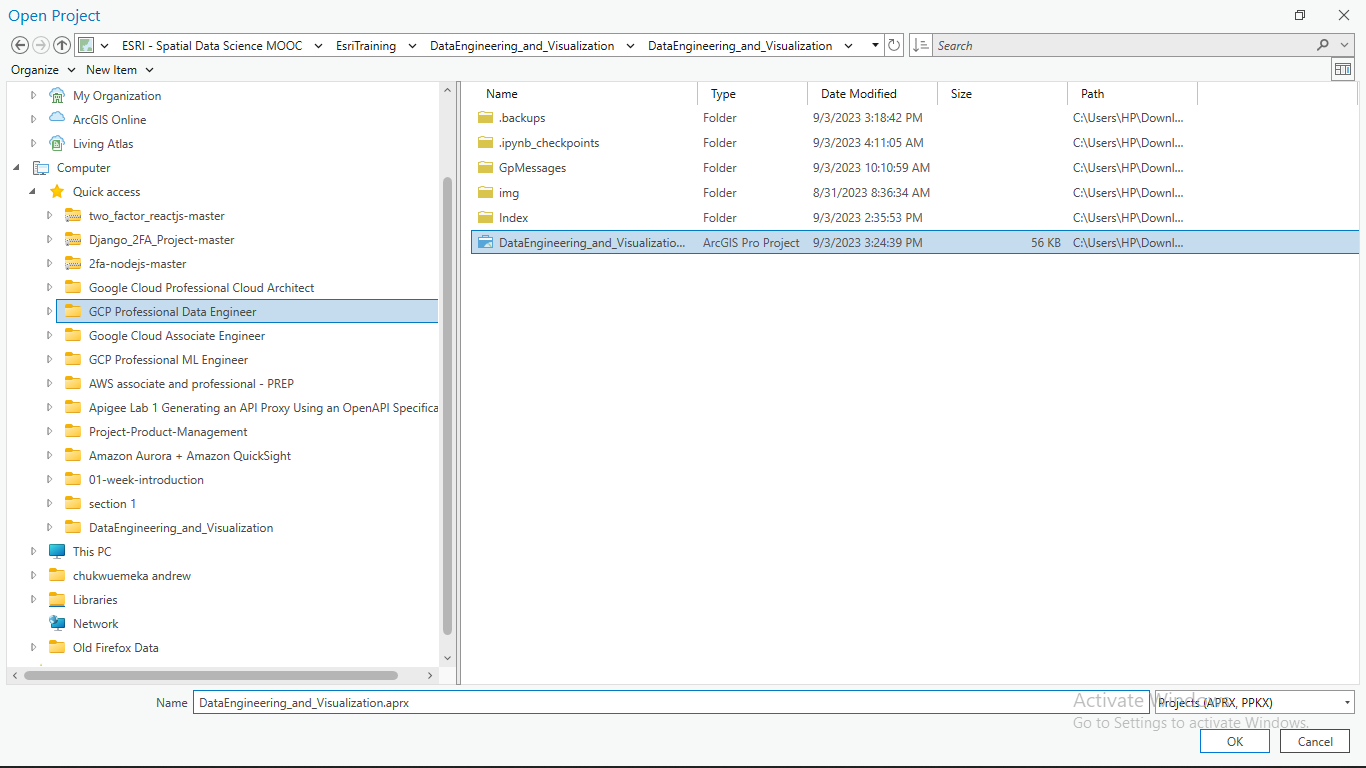 Open Project
ESRI - Spatial Data Science MOOC EsriTraining DataEngineering_and_Visualization DataEngineering_and_Visualization Search
Organize New Item
My Organization
ArcGIS Online
Living Atlas
Computer
Quick access
two_factor_reactjs-master
Django_2FA_Project-master
2fa-nodejs-master
Google Cloud Professional Cloud Architect
GCP Professional Data Engineer
Google Cloud Associate Engineer
GCP Professional ML Engineer
AWS associate and professional - PREP
Apigee Lab 1 Generating an API Proxy Using an OpenAPI Specifica
Project-Product-Management
Amazon Aurora + Amazon QuickSight
01-week-introduction
section 1
DataEngineering_and_Visualization
This PC
chukwuemeka andrew
Libraries
Network
Old Firefox Data
Name Type Date Modified Size Path
.backups Folder 9/3/2023 3:18:42 PM C:\Users\HP\Downl...
.ipynb_checkpoints Folder 9/3/2023 4:11:05 AM C:\Users\HP\Downl...
GpMessages Folder 9/3/2023 10:10:59 AM C:\Users\HP\Downl...
img Folder 8/31/2023 8:36:34 AM C:\Users\HP\Downl...
Index Folder 9/3/2023 2:35:53 PM C:\Users\HP\Downl...
DataEngineering_and_Visualizatio... ArcGIS Pro Project 9/3/2023 3:24:39 PM 56 KB C:\Users\HP\Downl...
Name DataEngineering_and_Visualization.aprx Projects (APRX, PPKX)
Activate Windows
Go to Settings to activate Windows.
OK Cancel